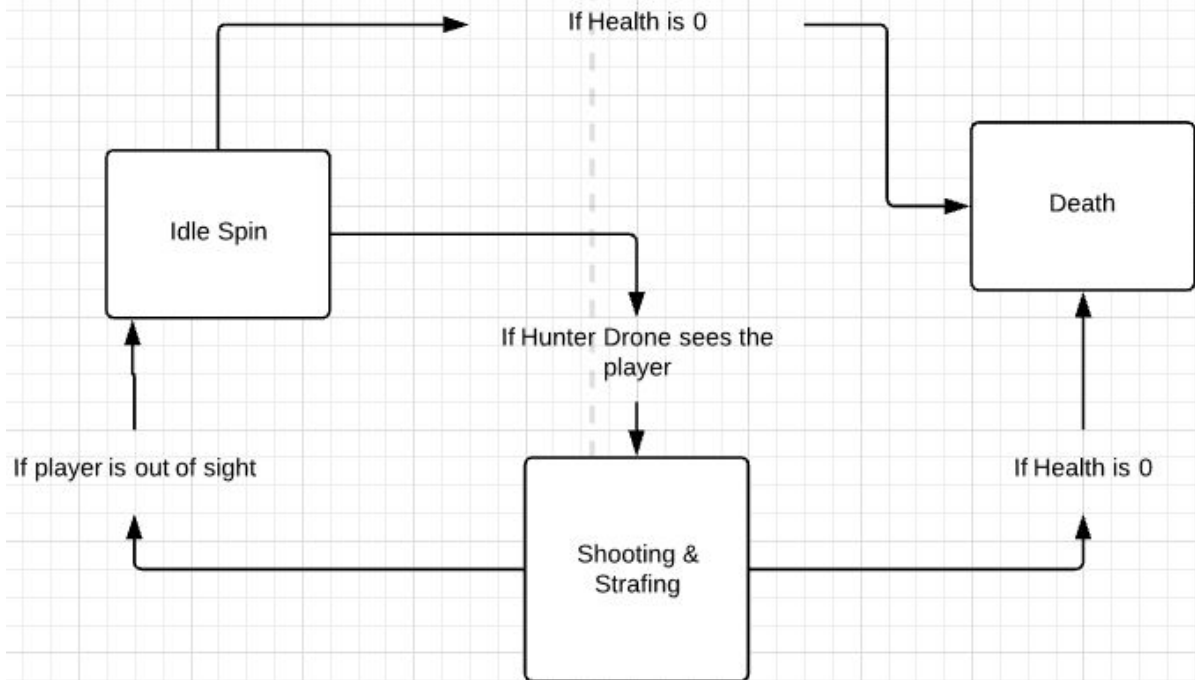 If Health is 0
Idle Spin
Death
If Hunter Drone sees the
player
If player is out of sight
If Health is 0
Shooting &
Strafing